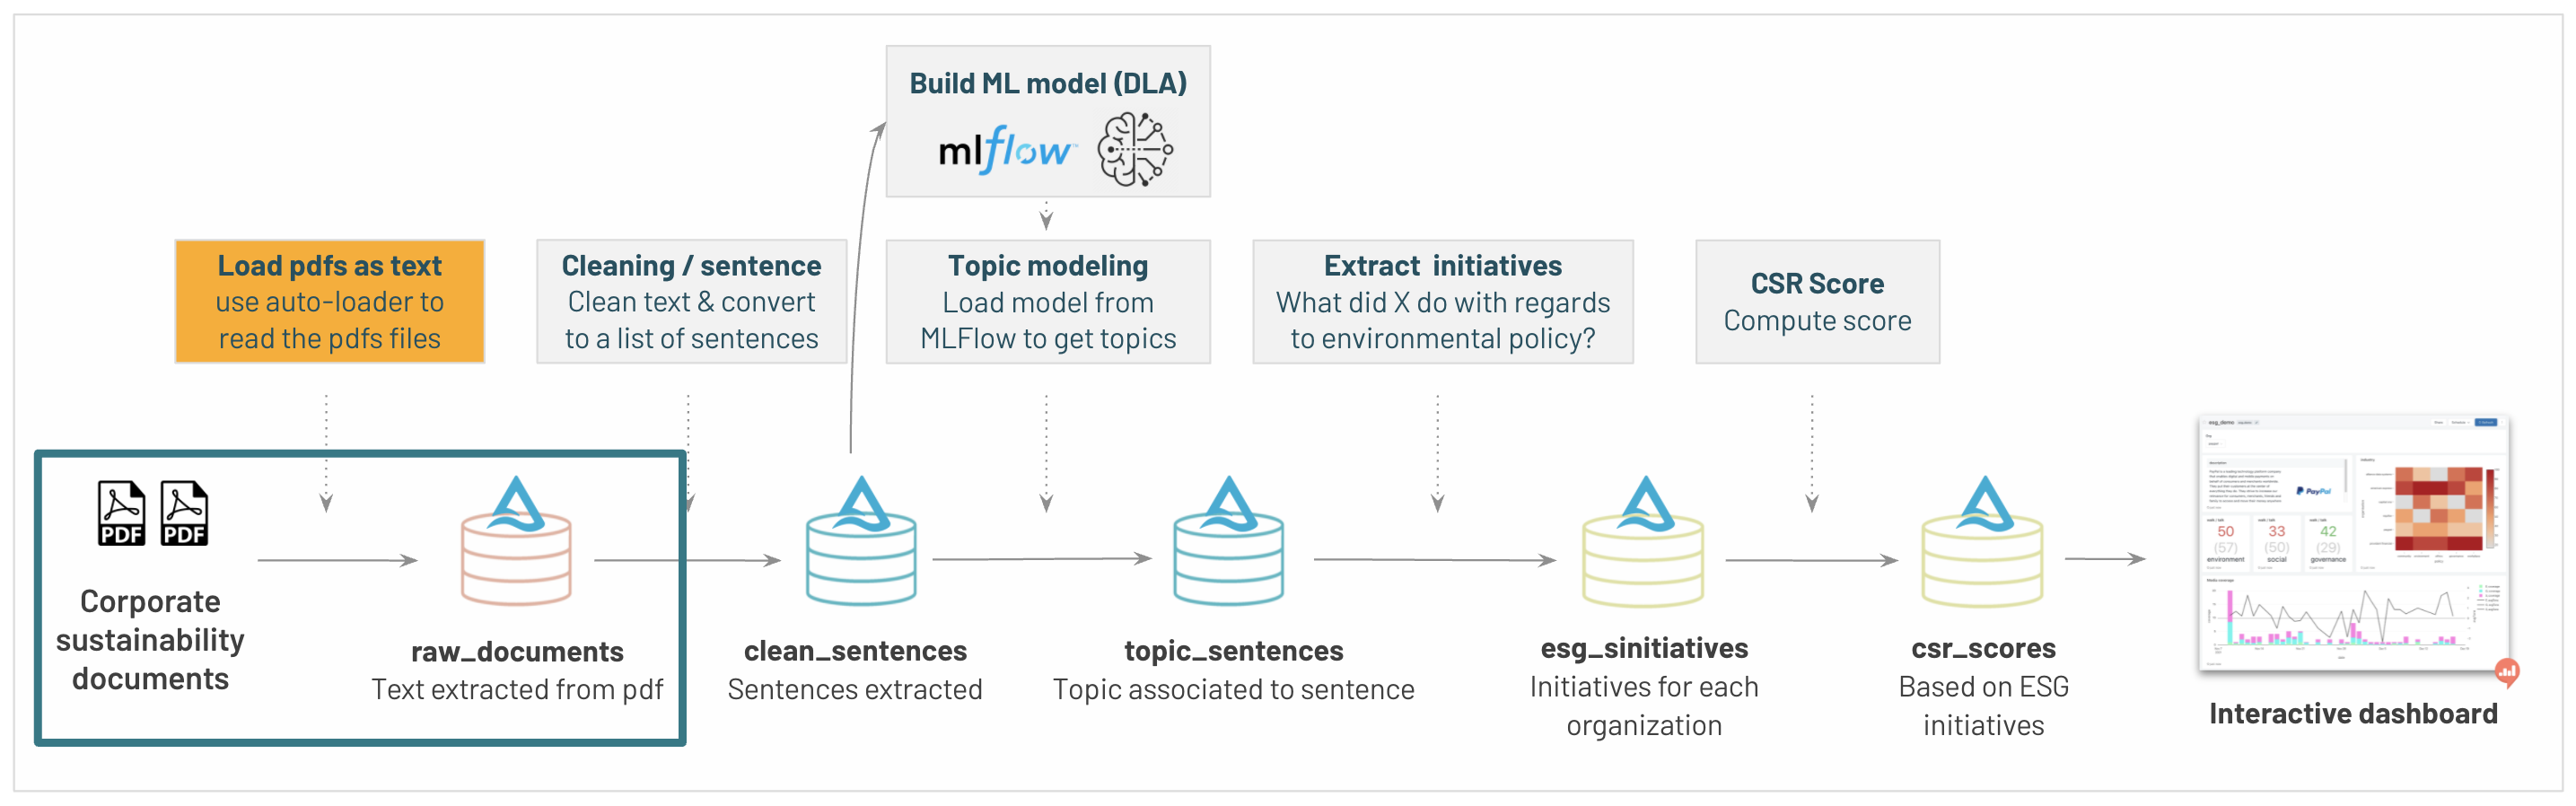 Build ML model (DLA)
mlflow
Load pdfs as text
use auto-loader to
read the pdfs files
Cleaning / sentence
Clean text & convert
to a list of sentences
Topic modeling
Load model from
MLFlow to get topics
Extract initiatives
What did X do with regards
to environmental policy?
CSR Score
Compute score
PDF
PDF
Corporate
sustainability
documents
raw_documents
Text extracted from pdf
clean_sentences
Sentences extracted
topic_sentences
Topic associated to sentence
esg_sinitiatives
Initiatives for each
organization
csr_scores
Based on ESG
initiatives
esg_demo
PayPal
50
(57)
environment
33
(50)
social
42
(29)
governance
Interactive dashboard